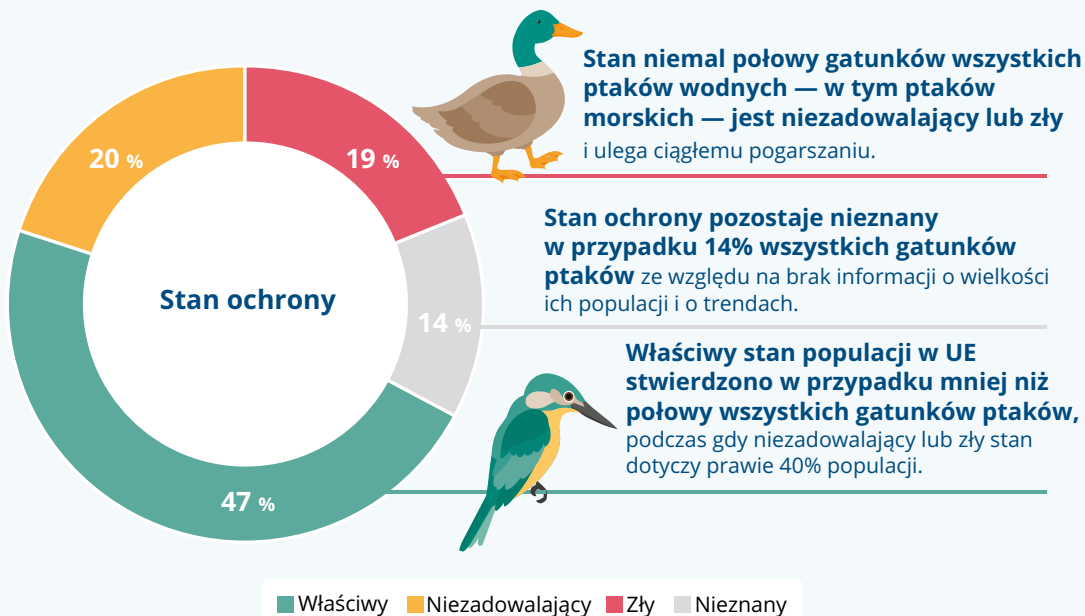 Stan niemal połowy gatunków wszystkich
ptaków wodnych — w tym ptaków
morskich — jest niezadowalający lub zły
i ulega ciągłemu pogarszaniu.
20 %
19 %
Stan ochrony pozostaje nieznany
w przypadku 14% wszystkich gatunków
ptaków ze względu na brak informacji o wielkości
ich populacji i o trendach.
Stan ochrony
14 %
Właściwy stan populacji w UE
stwierdzono w przypadku mniej niż
połowy wszystkich gatunków ptaków,
podczas gdy niezadowalający lub zły stan
dotyczy prawie 40% populacji.
47 %
Właściwy Niezadowalający Zły Nieznany